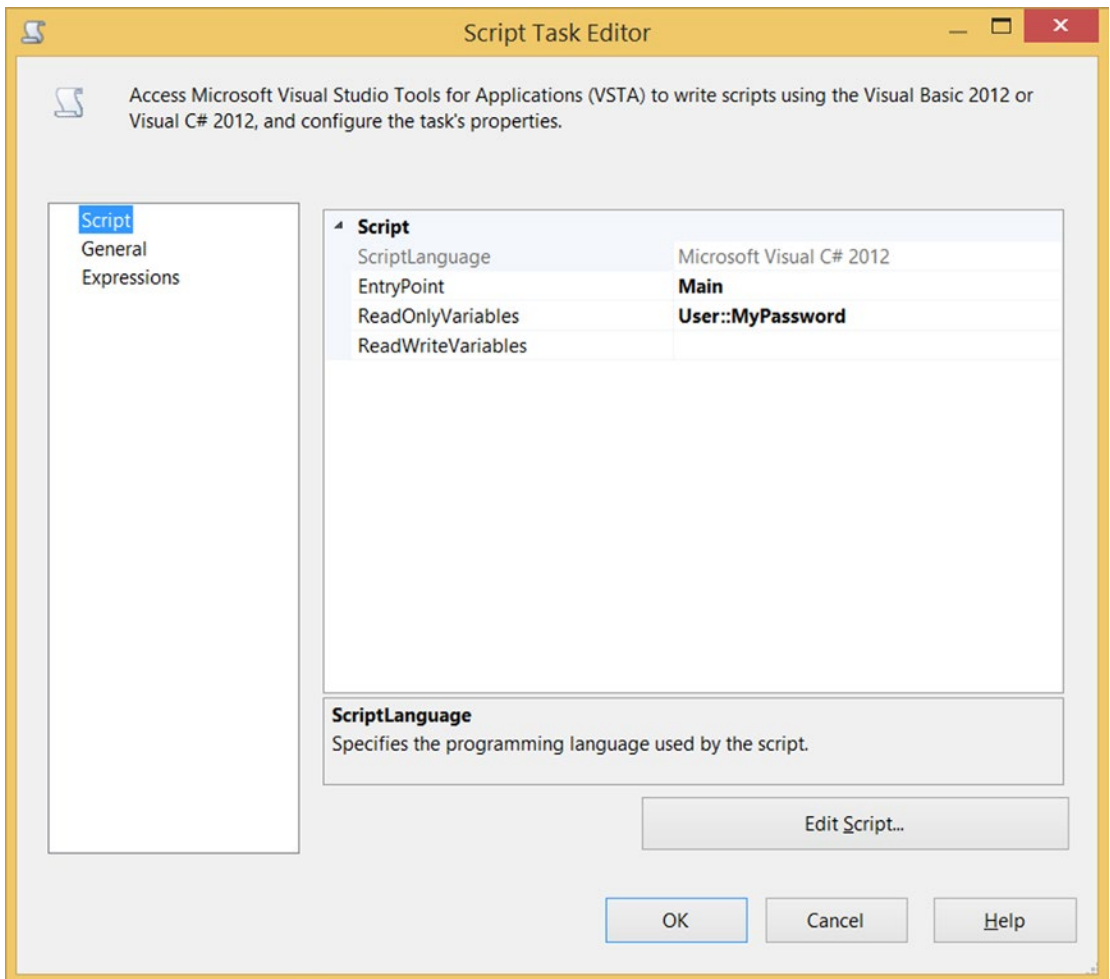 Script Task Editor
Access Microsoft Visual Studio Tools for Applications (VSTA) to write scripts using the Visual Basic 2012 or
Visual C# 2012, and configure the task's properties.
Script
General
Expressions
Script
ScriptLanguage Microsoft Visual C# 2012
EntryPoint Main
ReadOnlyVariables User::MyPassword
ReadWriteVariables
ScriptLanguage
Specifies the programming language used by the script.
Edit Script...
OK Cancel Help